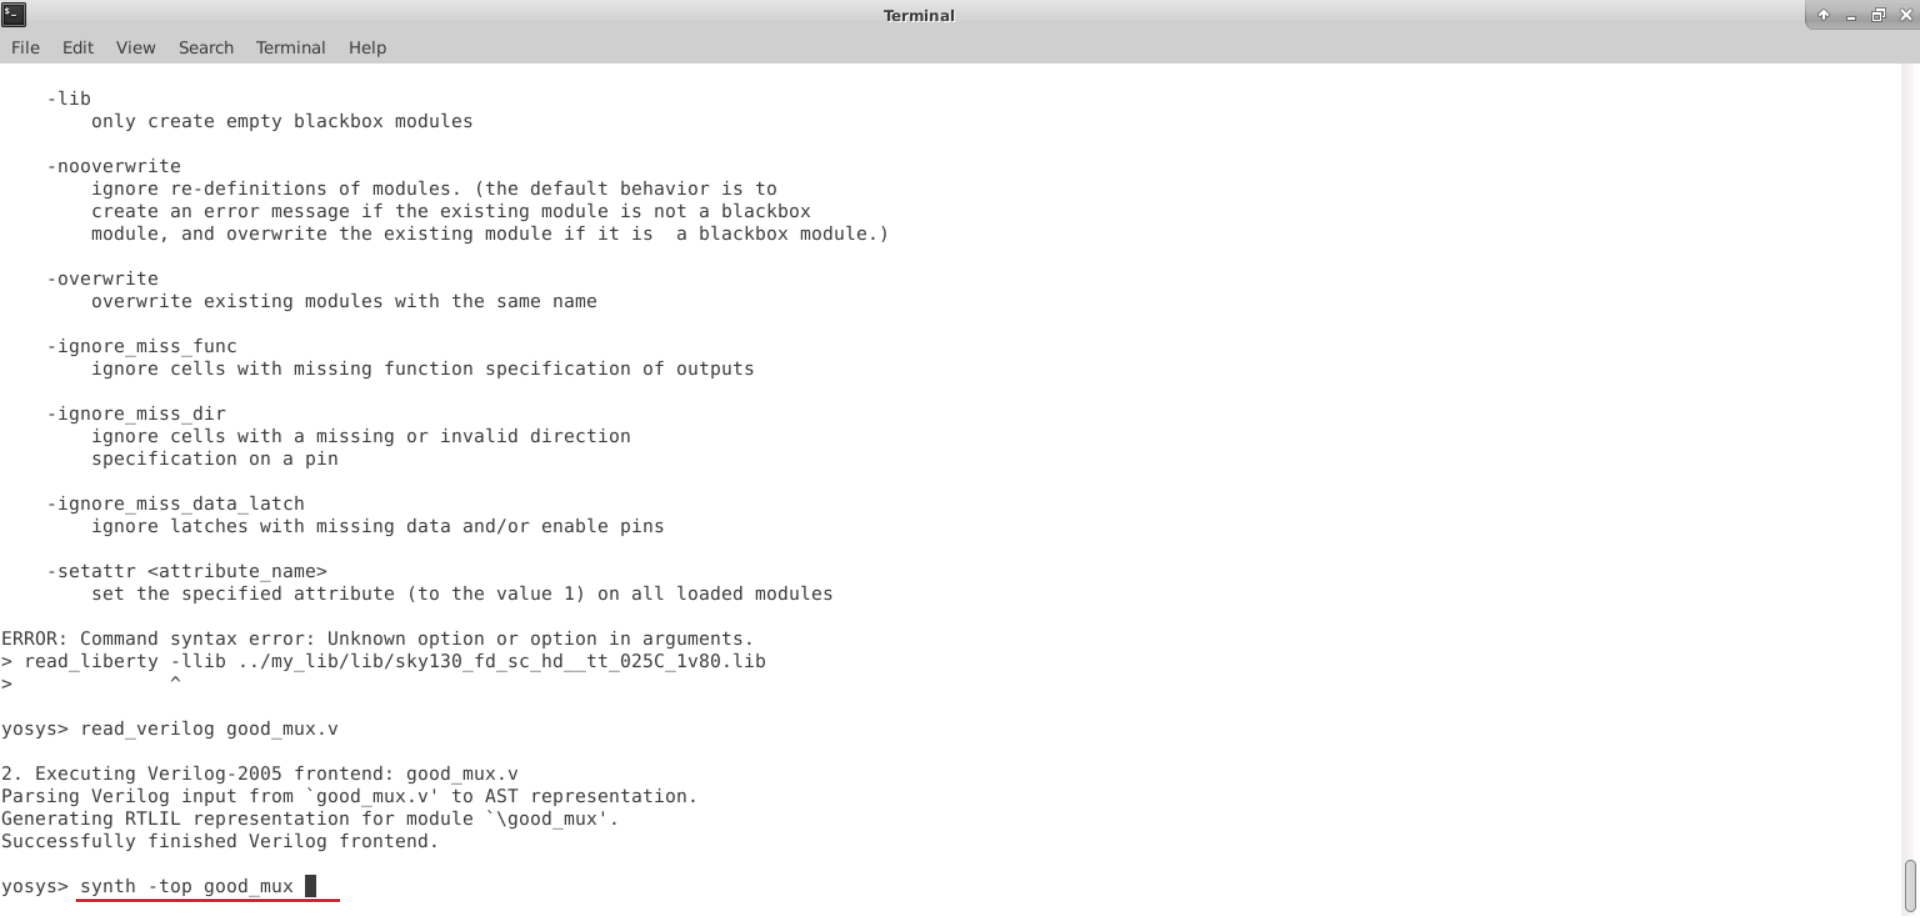 Terminal
File Edit View Search Terminal Help
-lib
only create empty blackbox modules
-nooverwrite
ignore re-definitions of modules. (the default behavior is to
create an error message if the existing module is not a blackbox
module, and overwrite the existing module if it is  a blackbox module.)
-overwrite
overwrite existing modules with the same name
-ignore_miss_func
ignore cells with missing function specification of outputs
-ignore_miss_dir
ignore cells with a missing or invalid direction
specification on a pin
-ignore_miss_data_latch
ignore latches with missing data and/or enable pins
-setattr <attribute_name>
set the specified attribute (to the value 1) on all loaded modules
ERROR: Command syntax error: Unknown option or option in arguments.
> read_liberty -llib ../my_lib/lib/sky130_fd_sc_hd__tt_025C_1v80.lib
>              ^
yosys> read_verilog good_mux.v
2. Executing Verilog-2005 frontend: good_mux.v
Parsing Verilog input from `good_mux.v' to AST representation.
Generating RTLIL representation for module `\good_mux'.
Successfully finished Verilog frontend.
yosys> synth -top good_mux